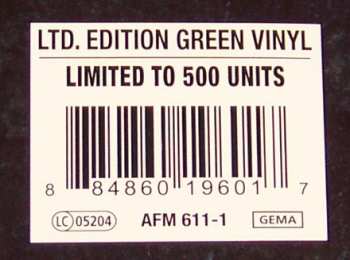 LTD. EDITION GREEN VINYL
LIMITED TO 500 UNITS
8 84860 19601 7
LC 05204 AFM 611-1 GEMA